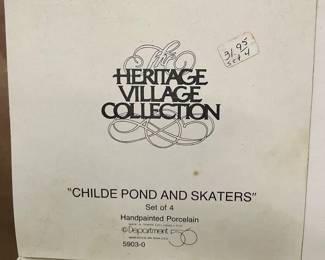 The
HERITAGE
VILLAGE
COLLECTION
31.95
set 4
"CHILDE POND AND SKATERS"
Set of 4
Handpainted Porcelain
© Department 56
5903-0